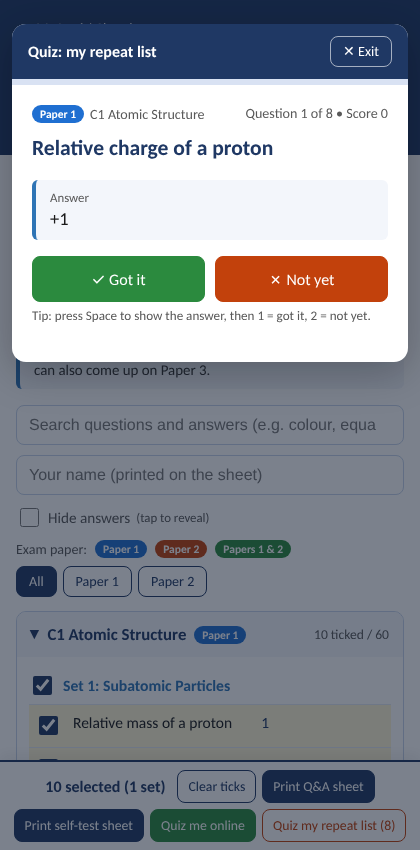 Quiz: my repeat list
✕ Exit
Paper 1 C1 Atomic Structure Question 1 of 8 • Score 0
Relative charge of a proton
Answer
+1
✓ Got it
✕ Not yet
Tip: press Space to show the answer, then 1 = got it, 2 = not yet.
can also come up on Paper 3.
Search questions and answers (e.g. colour, equa
Your name (printed on the sheet)
Hide answers (tap to reveal)
Exam paper: Paper 1 Paper 2 Papers 1 & 2
All Paper 1 Paper 2
▼ C1 Atomic Structure Paper 1 10 ticked / 60
Set 1: Subatomic Particles
Relative mass of a proton 1
10 selected (1 set) Clear ticks Print Q&A sheet
Print self-test sheet Quiz me online Quiz my repeat list (8)